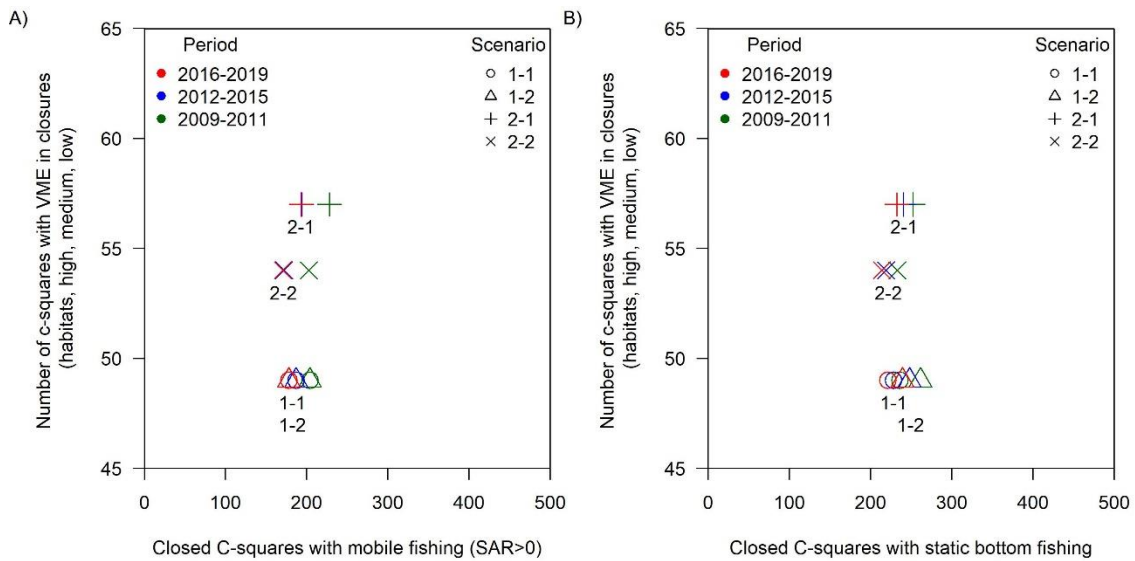 A)
Number of c-squares with VME in closures
(habitats, high, medium, low)
65
60
55
50
45
Period
2016-2019
2012-2015
2009-2011
Scenario
1-1
1-2
2-1
2-2
2-1
2-2
1-1
1-2
0 100 200 300 400 500
Closed C-squares with mobile fishing (SAR>0)
B)
Number of c-squares with VME in closures
(habitats, high, medium, low)
65
60
55
50
45
Period
2016-2019
2012-2015
2009-2011
Scenario
1-1
1-2
2-1
2-2
2-1
2-2
1-1
1-2
0 100 200 300 400 500
Closed C-squares with static bottom fishing